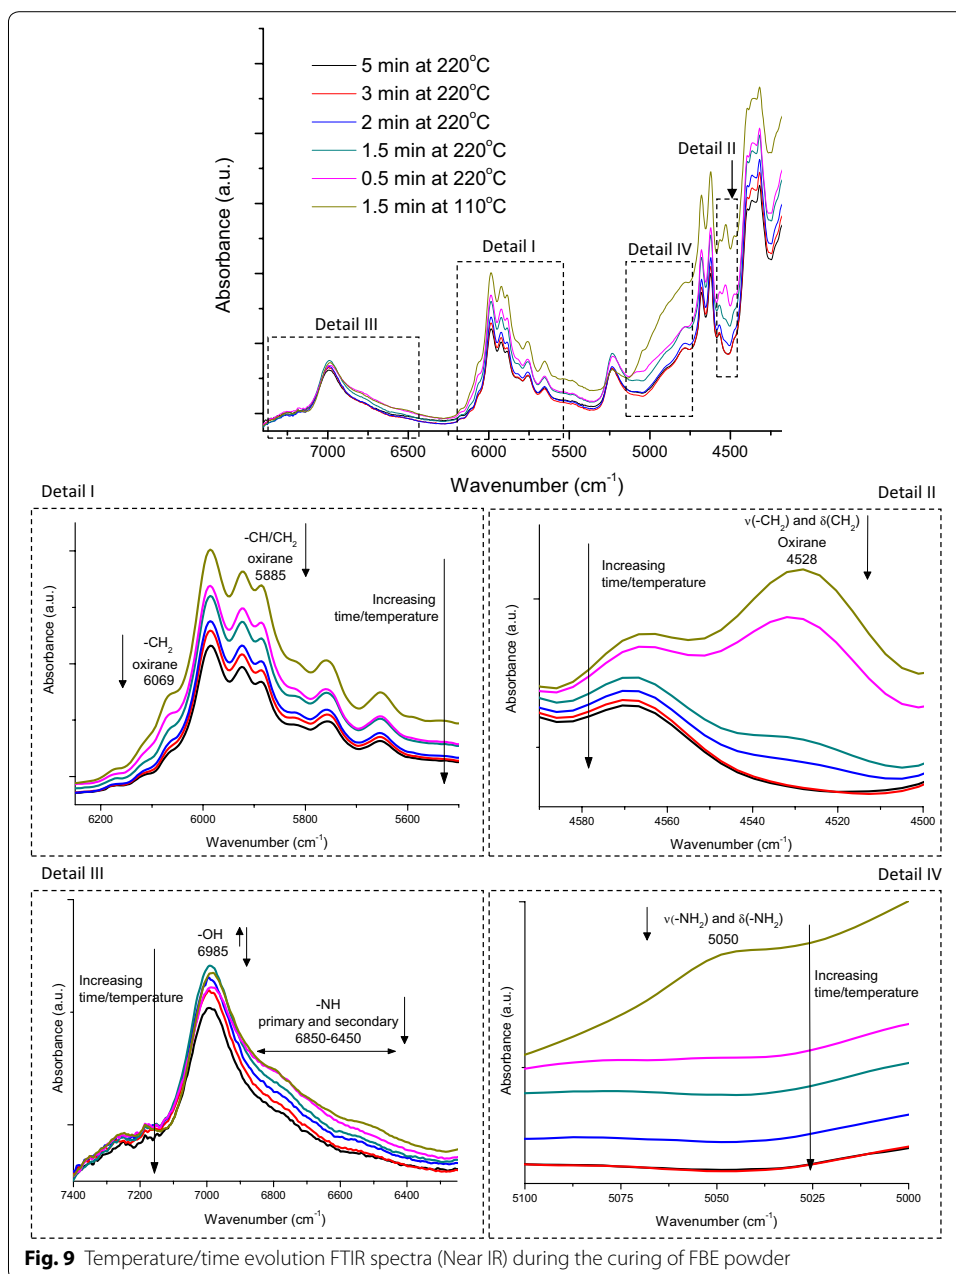 5 min at 220°C
3 min at 220°C
2 min at 220°C
1.5 min at 220°C
0.5 min at 220°C
1.5 min at 110°C
Detail II
Detail I
Detail IV
Detail III
Absorbance (a.u.)
7000 6500 6000 5500 5000 4500
Wavenumber (cm⁻¹)
Detail I
-CH/CH₂
oxirane
5885
Increasing
time/temperature
-CH₂
oxirane
6069
Absorbance (a.u.)
6200 6000 5800 5600
Wavenumber (cm⁻¹)
Detail II
ν(-CH₂) and δ(CH₂)
Oxirane
4528
Increasing
time/temperature
Absorbance (a.u.)
4580 4560 4540 4520 4500
Wavenumber (cm⁻¹)
Detail III
-OH
6985
Increasing
time/temperature
-NH
primary and secondary
6850-6450
Absorbance (a.u.)
7400 7200 7000 6800 6600 6400
Wavenumber (cm⁻¹)
Detail IV
ν(-NH₂) and δ(-NH₂)
5050
Increasing
time/temperature
Absorbance (a.u.)
5100 5075 5050 5025 5000
Wavenumber (cm⁻¹)
Fig. 9 Temperature/time evolution FTIR spectra (Near IR) during the curing of FBE powder